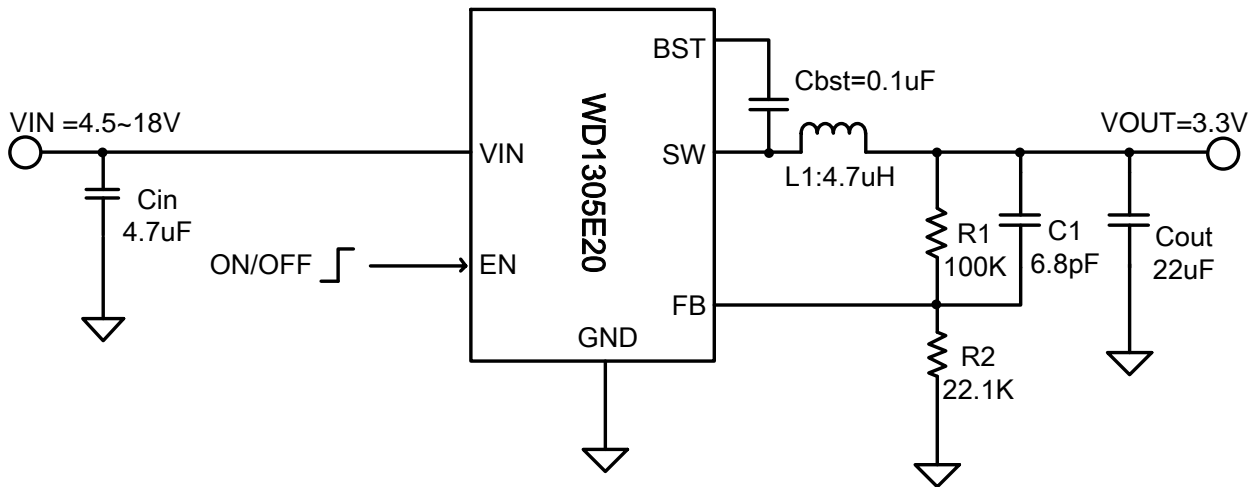 BST
Cbst=0.1uF
VIN =4.5~18V
VOUT=3.3V
VIN
SW
WD1305E20
L1:4.7uH
Cin
4.7uF
R1
100K
C1
6.8pF
Cout
22uF
ON/OFF
EN
FB
GND
R2
22.1K